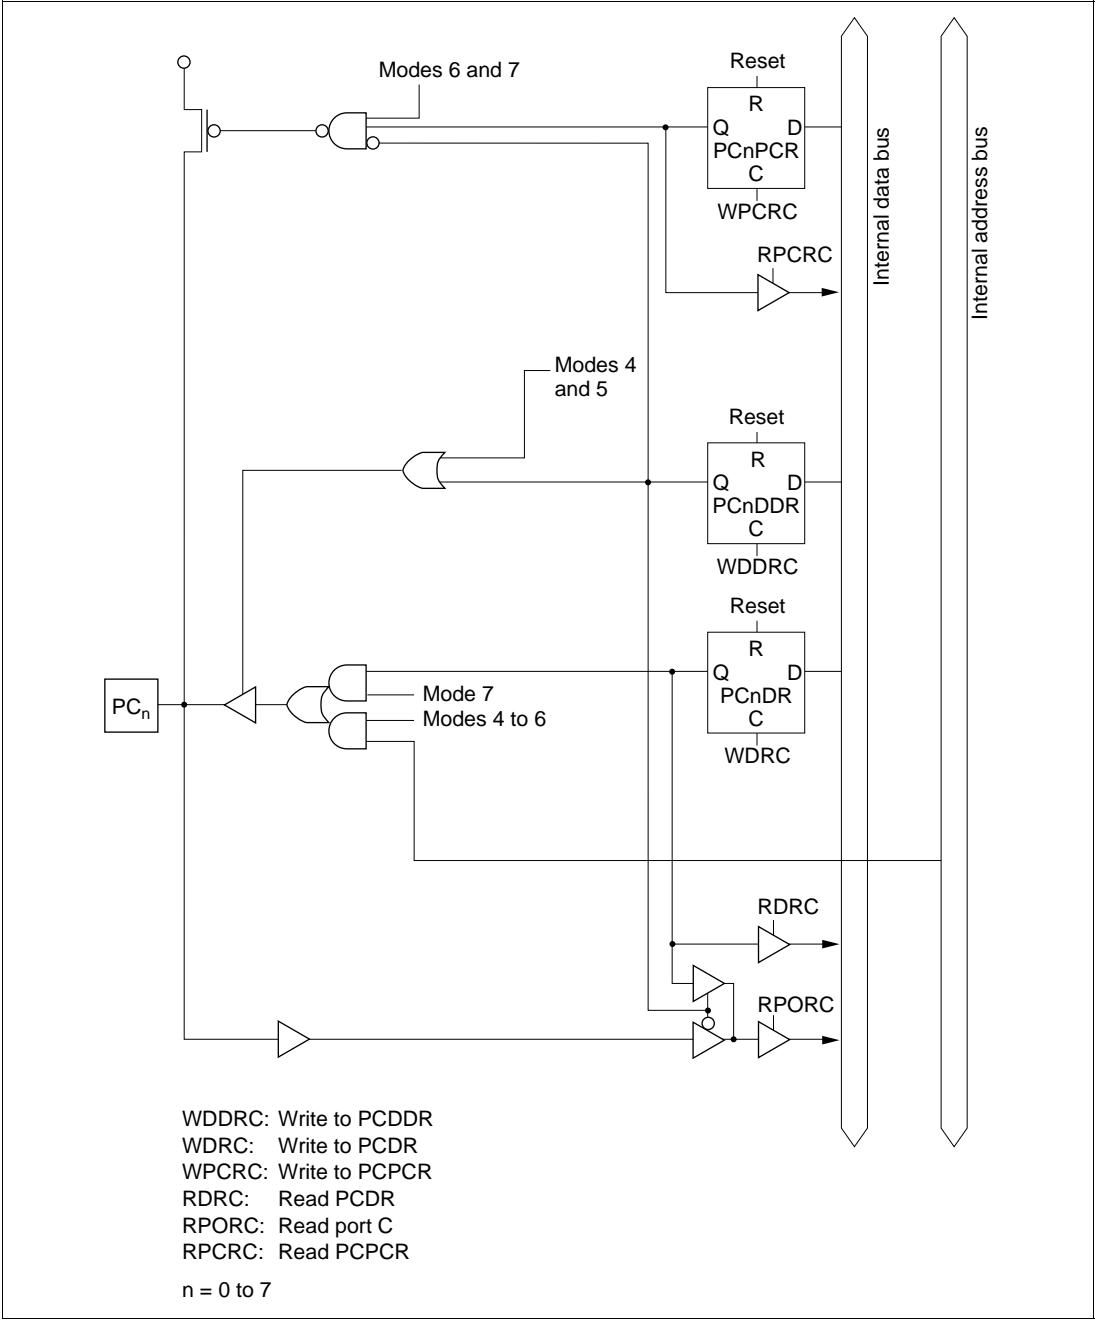 Modes 6 and 7
Reset
R
Q D
PCnPCR
C
WPCRC
RPCRC
Internal data bus
Internal address bus
Modes 4
and 5
Reset
R
Q D
PCnDDR
C
WDDRC
Reset
R
Q D
PCnDR
C
WDRC
PCn
Mode 7
Modes 4 to 6
RDRC
RPORC
WDDRC: Write to PCDDR
WDRC: Write to PCDR
WPCRC: Write to PCPCR
RDRC: Read PCDR
RPORC: Read port C
RPCRC: Read PCPCR
n = 0 to 7